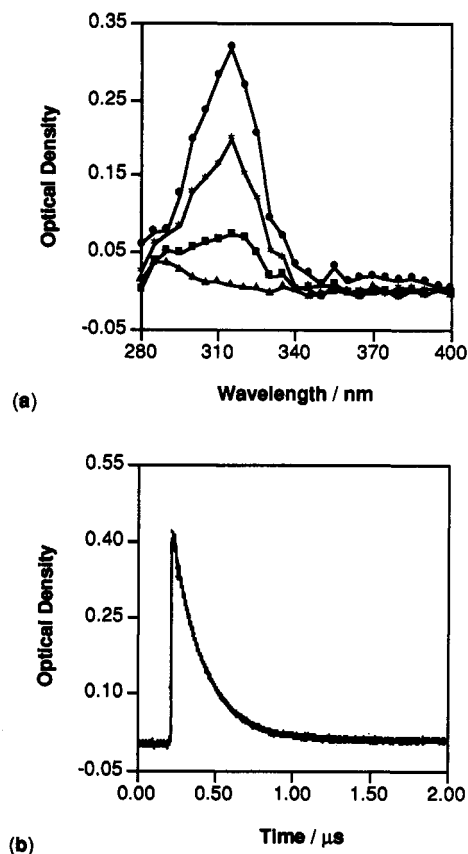 0.35
0.25
0.15
0.05
-0.05
Optical Density
280 310 340 370 400
Wavelength / nm
(a)
0.55
0.40
0.25
0.10
-0.05
Optical Density
0.00 0.50 1.00 1.50 2.00
Time / μs
(b)